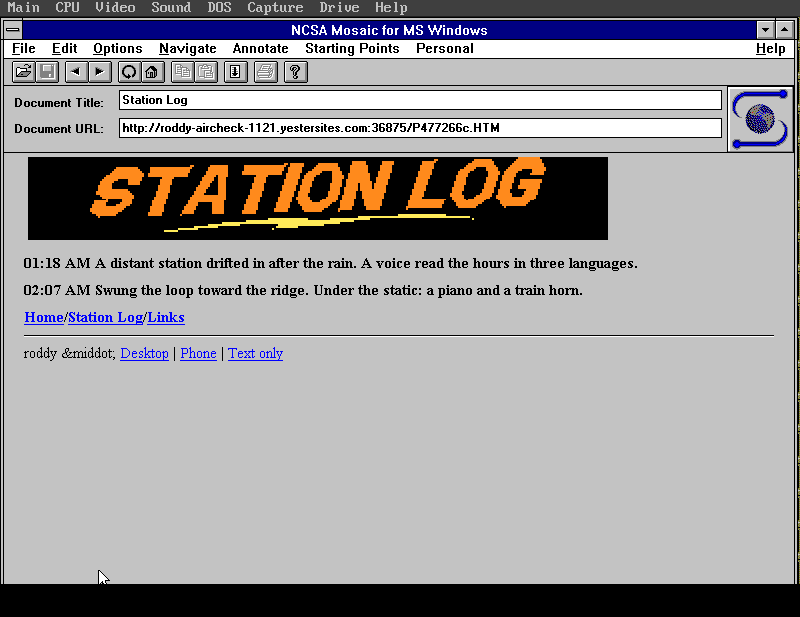 Main CPU Video Sound DOS Capture Drive Help
NCSA Mosaic for MS Windows
File Edit Options Navigate Annotate Starting Points Personal Help
Document Title: Station Log
Document URL: http://roddy-aircheck-1121.yestersites.com:36875/P477266c.HTM
STATION LOG
01:18 AM A distant station drifted in after the rain. A voice read the hours in three languages.
02:07 AM Swung the loop toward the ridge. Under the static: a piano and a train horn.
Home/Station Log/Links
roddy &middot; Desktop | Phone | Text only